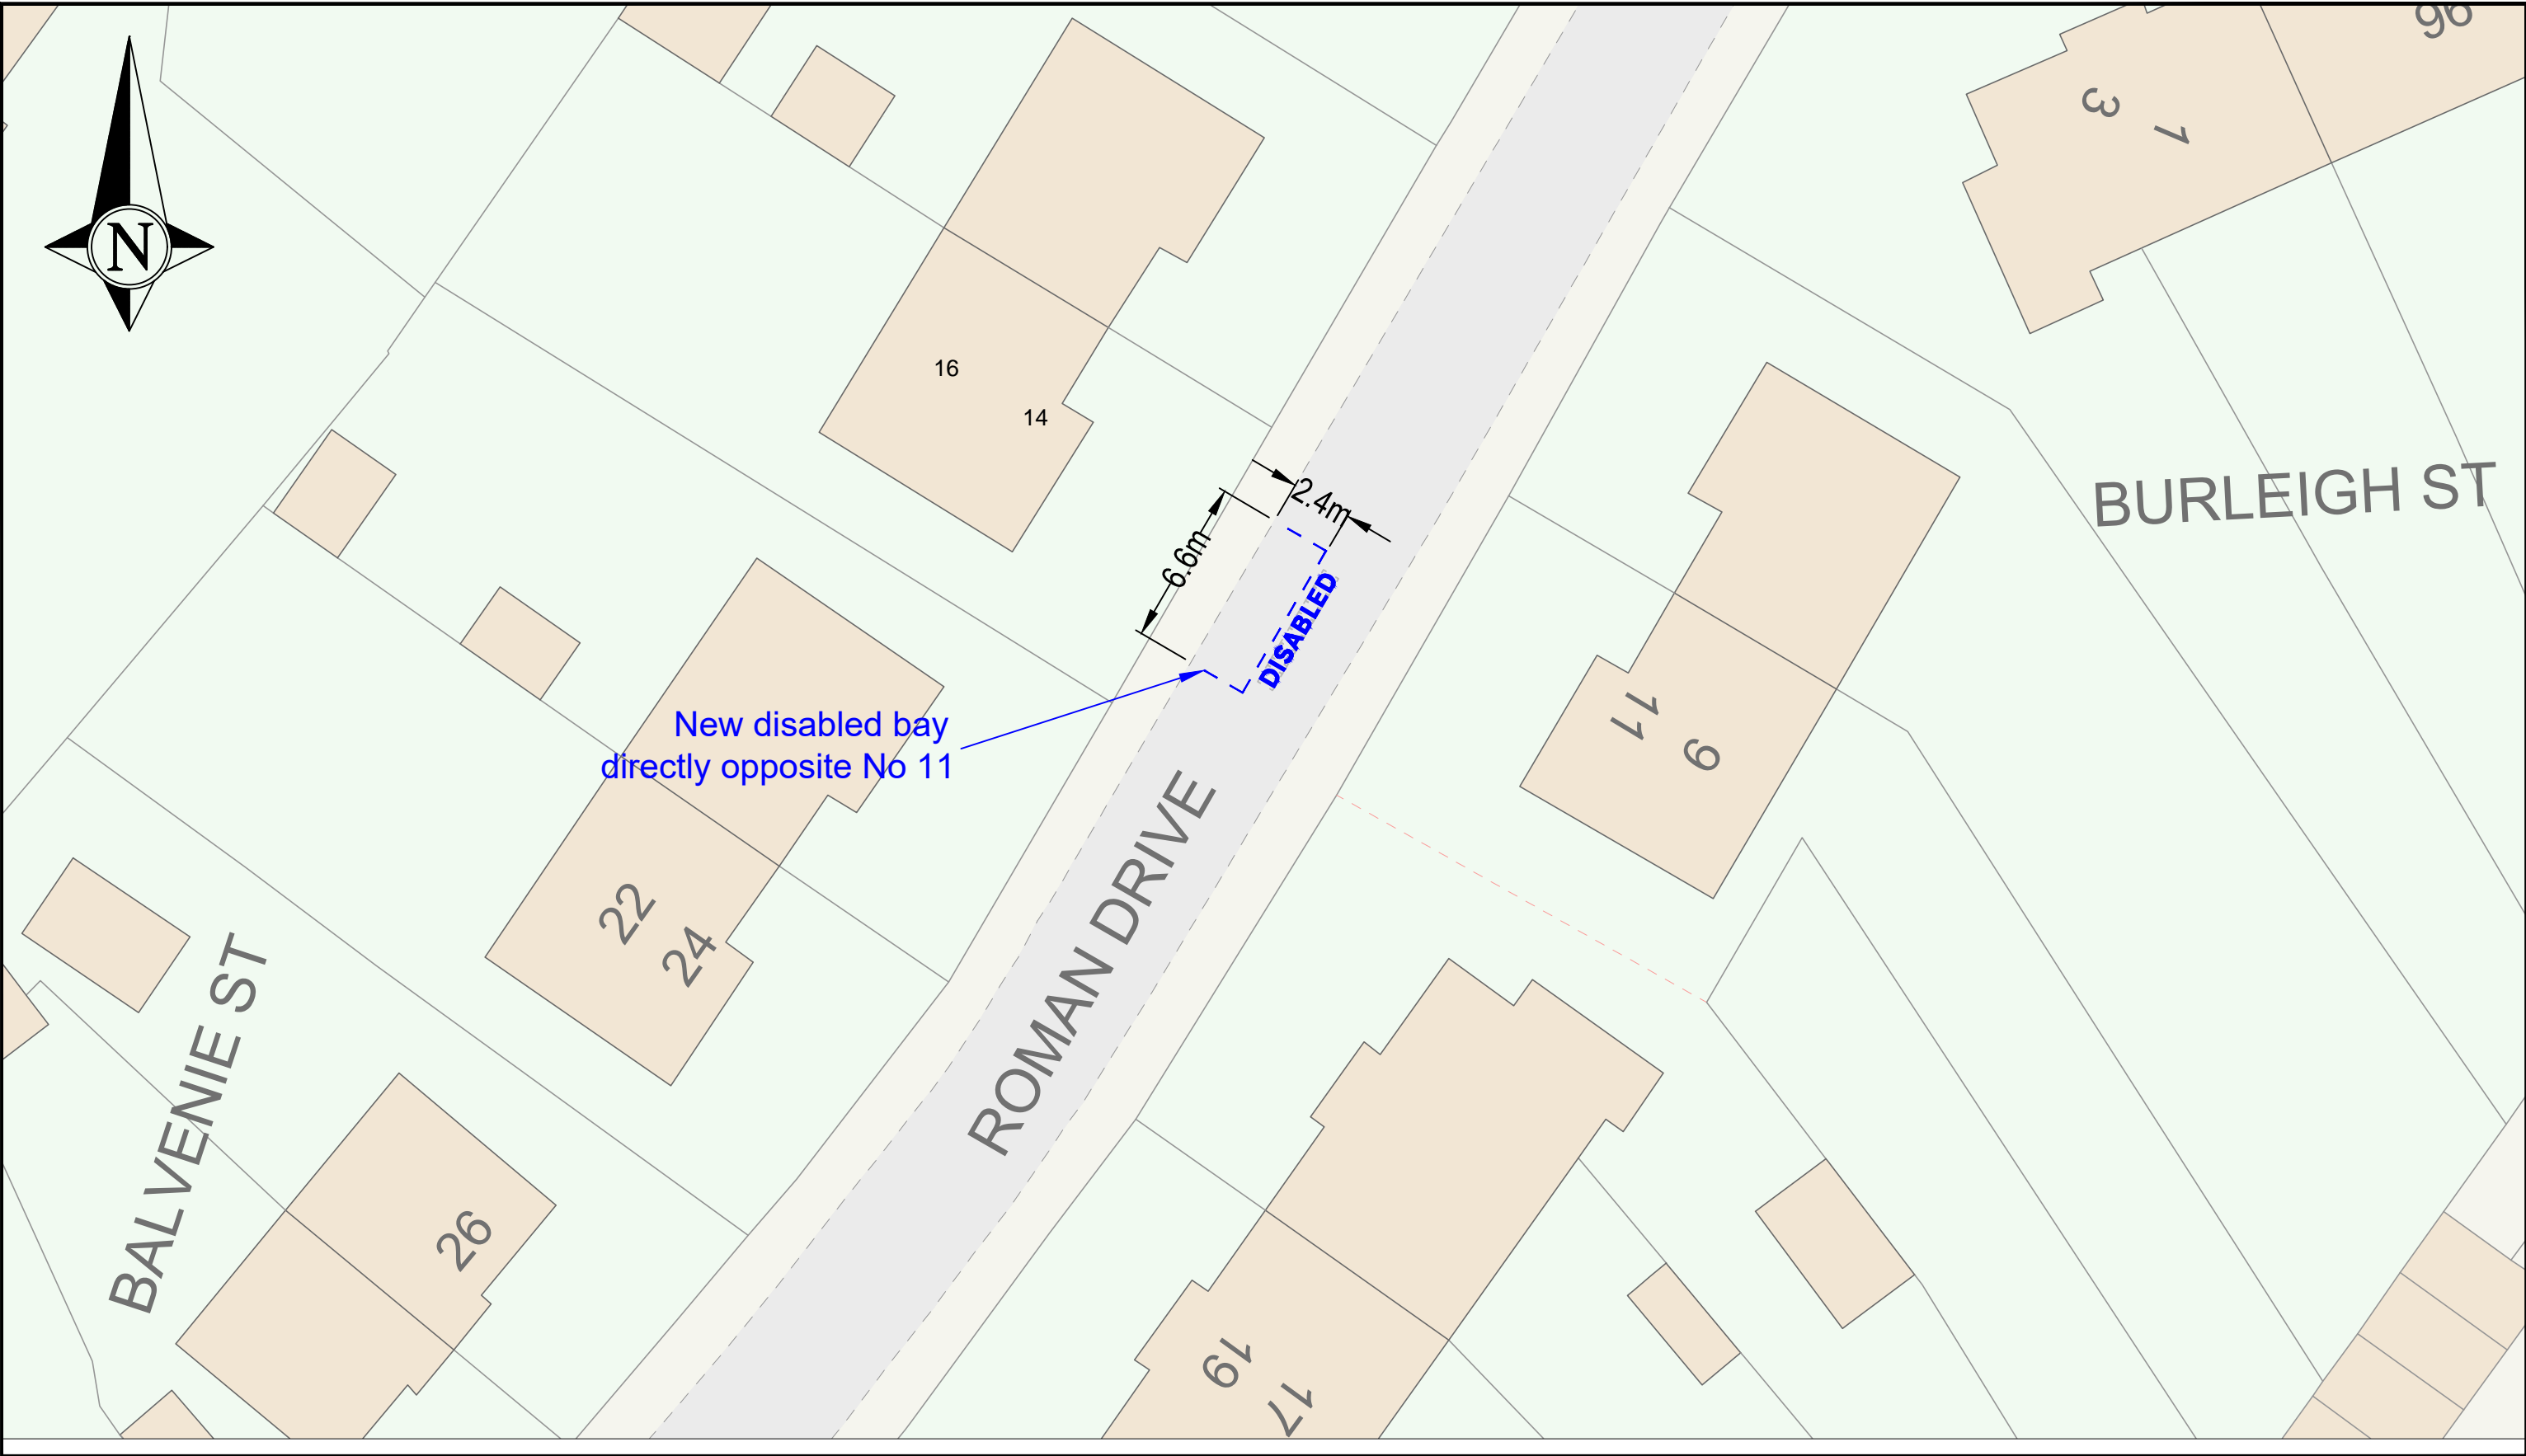 96
3
1
N
16
14
BURLEIGH ST
2.4m
6.6m
DISABLED
11
9
New disabled bay
directly opposite No 11
ROMAN DRIVE
22
24
BALVENIE ST
26
19
17